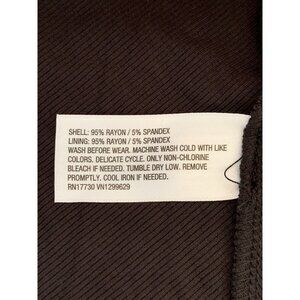 SHELL: 95% RAYON / 5% SPANDEX
LINING: 95% RAYON / 5% SPANDEX
WASH BEFORE WEAR. MACHINE WASH COLD WITH LIKE
COLORS. DELICATE CYCLE. ONLY NON-CHLORINE
BLEACH IF NEEDED. TUMBLE DRY LOW. REMOVE
PROMPTLY. COOL IRON IF NEEDED.
RN17730 VN1299629